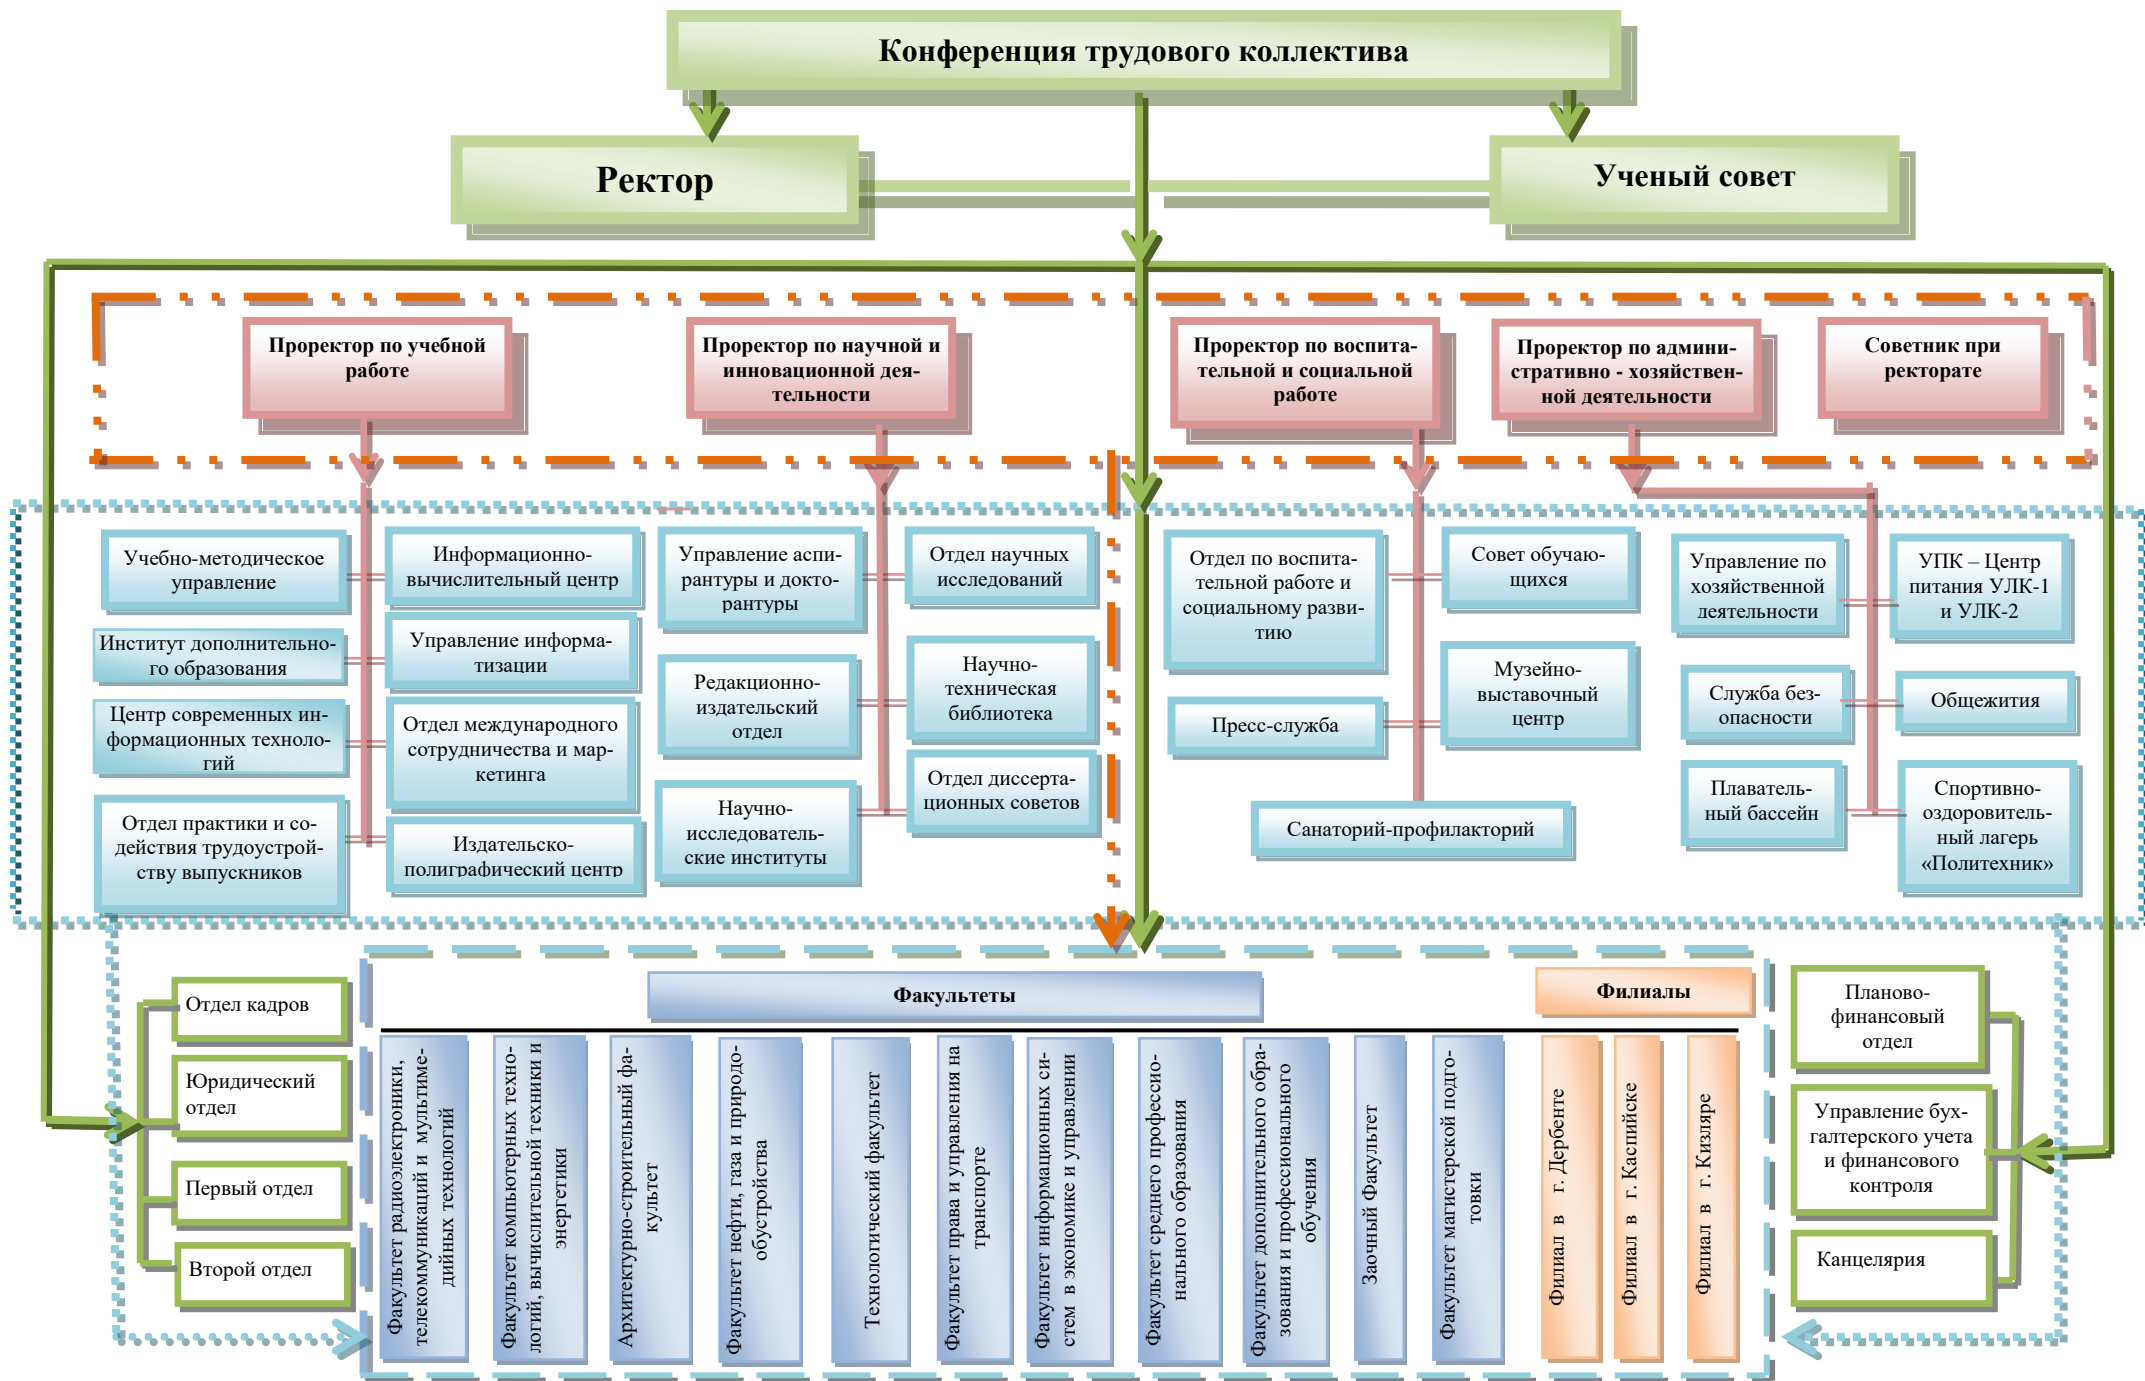 Конференция трудового коллектива
Ректор
Ученый совет
Проректор по учебной
работе
Проректор по научной и
инновационной дея-
тельности
Проректор по воспита-
тельной и социальной
работе
Проректор по админи-
стративно - хозяйствен-
ной деятельности
Советник при
ректорате
Учебно-методическое
управление
Институт дополнительно-
го образования
Центр современных ин-
формационных техноло-
гий
Отдел практики и со-
действия трудоустрой-
ству выпускников
Информационно-
вычислительный центр
Управление информа-
тизации
Отдел международного
сотрудничества и мар-
кетинга
Издательско-
полиграфический центр
Управление аспи-
рантуры и докто-
рантуры
Редакционно-
издательский
отдел
Научно-
исследователь-
ские институты
Отдел научных
исследований
Научно-
техническая
библиотека
Отдел диссерта-
ционных советов
Отдел по воспита-
тельной работе и
социальному разви-
тию
Пресс-служба
Совет обучаю-
щихся
Музейно-
выставочный
центр
Санаторий-профилакторий
Управление по
хозяйственной
деятельности
Служба без-
опасности
Плаватель-
ный бассейн
УПК – Центр
питания УЛК-1
и УЛК-2
Общежития
Спортивно-
оздоровитель-
ный лагерь
«Политехник»
Отдел кадров
Юридический
отдел
Первый отдел
Второй отдел
Факультеты
Филиалы
Факультет радиоэлектроники,
телекоммуникаций и мультиме-
дийных технологий
Факультет компьютерных техно-
логий, вычислительной техники и
энергетики
Архитектурно-строительный фа-
культет
Факультет нефти, газа и природо-
обустройства
Технологический факультет
Факультет права и управления на
транспорте
Факультет информационных си-
стем в экономике и управлении
Факультет среднего профессио-
нального образования
Факультет дополнительного обра-
зования и профессионального
обучения
Заочный Факультет
Факультет магистерской подго-
товки
Филиал в г. Дербенте
Филиал в г. Каспийске
Филиал в г. Кизляре
Планово-
финансовый
отдел
Управление бух-
галтерского учета
и финансового
контроля
Канцелярия